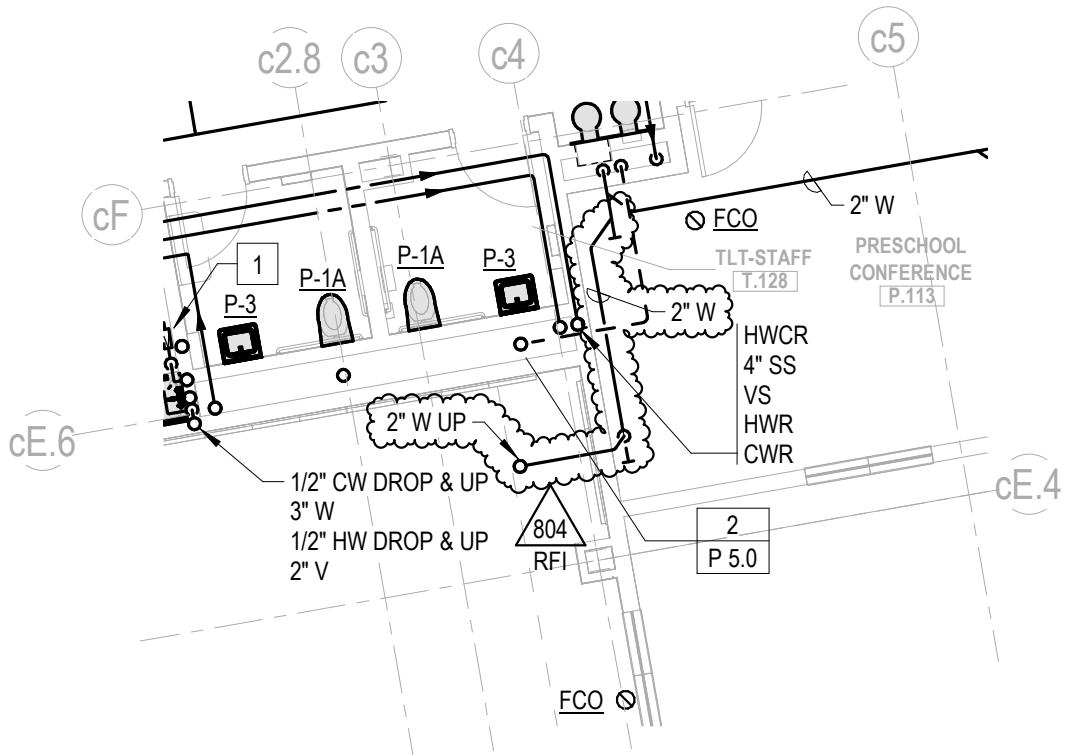 c2.8
c3
c4
c5
cF
2" W
FCO
TLT-STAFF
T.128
PRESCHOOL
CONFERENCE
P.113
1
P-1A
P-1A
P-3
P-3
2" W
HWCR
4" SS
VS
HWR
CWR
cE.6
2" W UP
1/2" CW DROP & UP
3" W
1/2" HW DROP & UP
2" V
804
RFI
2
P 5.0
cE.4
FCO